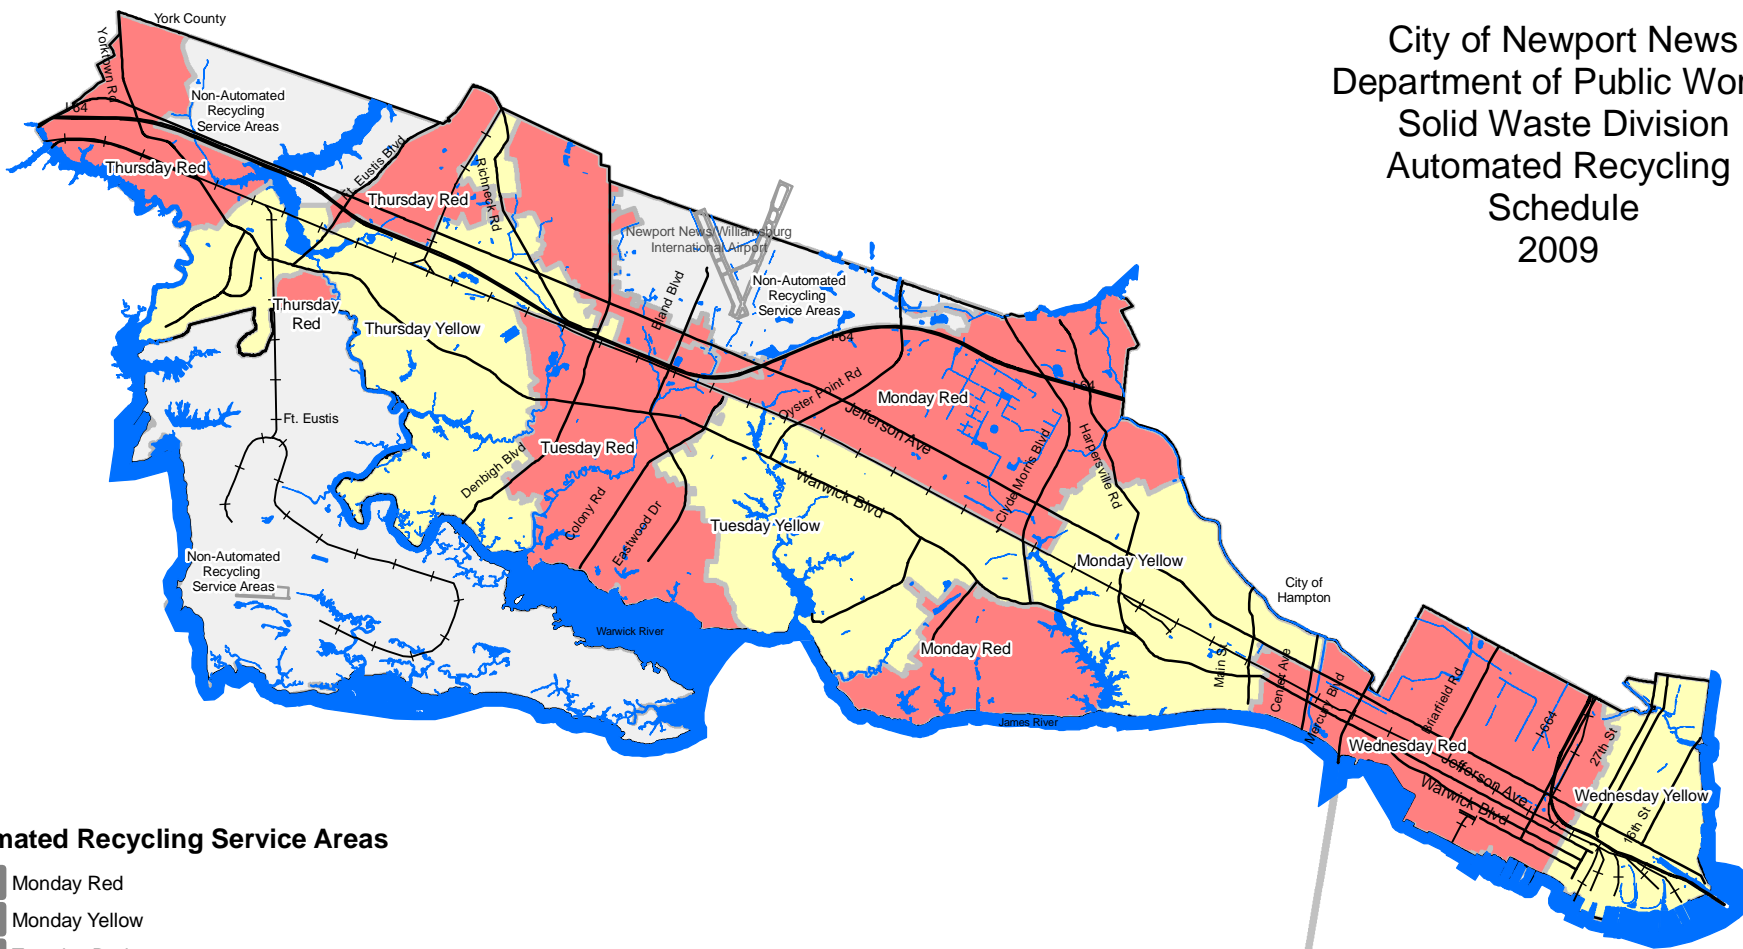 City of Newport News
Department of Public Wor
Solid Waste Division
Automated Recycling
Schedule
2009
York County
Yorktown Rd
I-64
Non-Automated
Recycling
Service Areas
Thursday Red
Ft. Eustis Blvd
Thursday Red
Richneck Rd
Newport News/Williamsburg
International Airport
Bland Blvd
Non-Automated
Recycling
Service Areas
Thursday
Red
Thursday Yellow
I-64
Oyster Point Rd
Monday Red
Jefferson Ave
I-64
Ft. Eustis
Tuesday Red
Denbigh Blvd
Colony Rd
Eastwood Dr
Warwick Blvd
Clyde Morris Blvd
Harpersville Rd
Tuesday Yellow
Non-Automated
Recycling
Service Areas
Monday Yellow
City of
Hampton
Warwick River
Monday Red
Main St
Center Ave
Mercury Blvd
James River
Briarfield Rd
I-664
27th St
Wednesday Red
Jefferson Ave
Warwick Blvd
Wednesday Yellow
16th St
mated Recycling Service Areas
Monday Red
Monday Yellow